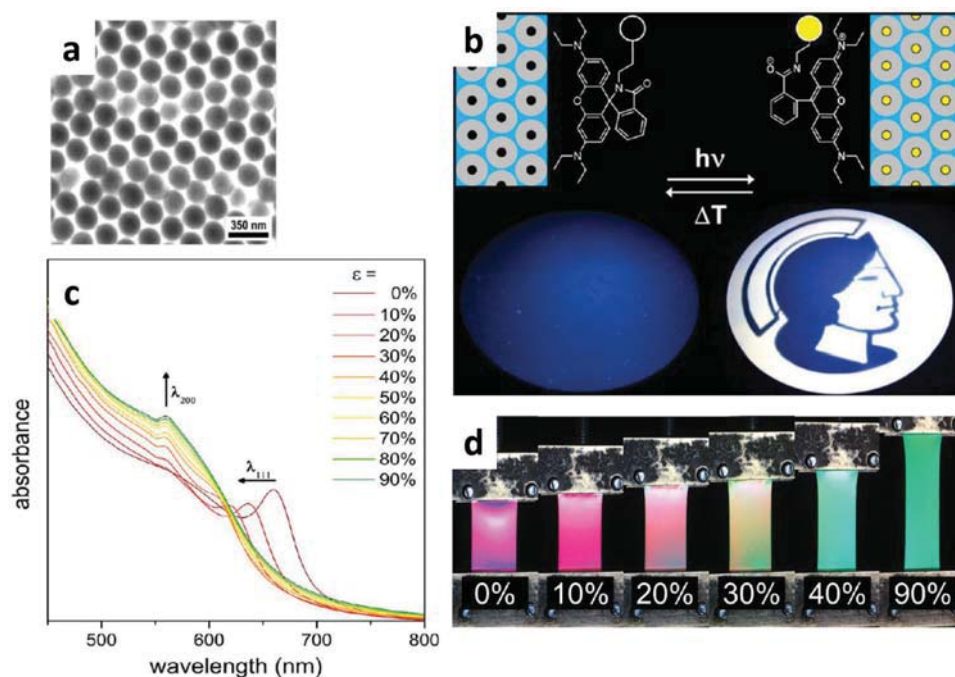 a
350 nm
b
N
N
O
O
N
hν
ΔT
O
N
N
O
N
c
ε =
0%
10%
20%
30%
40%
50%
60%
70%
80%
90%
λ200
λ111
absorbance
500
600
700
800
wavelength (nm)
d
0%
10%
20%
30%
40%
90%